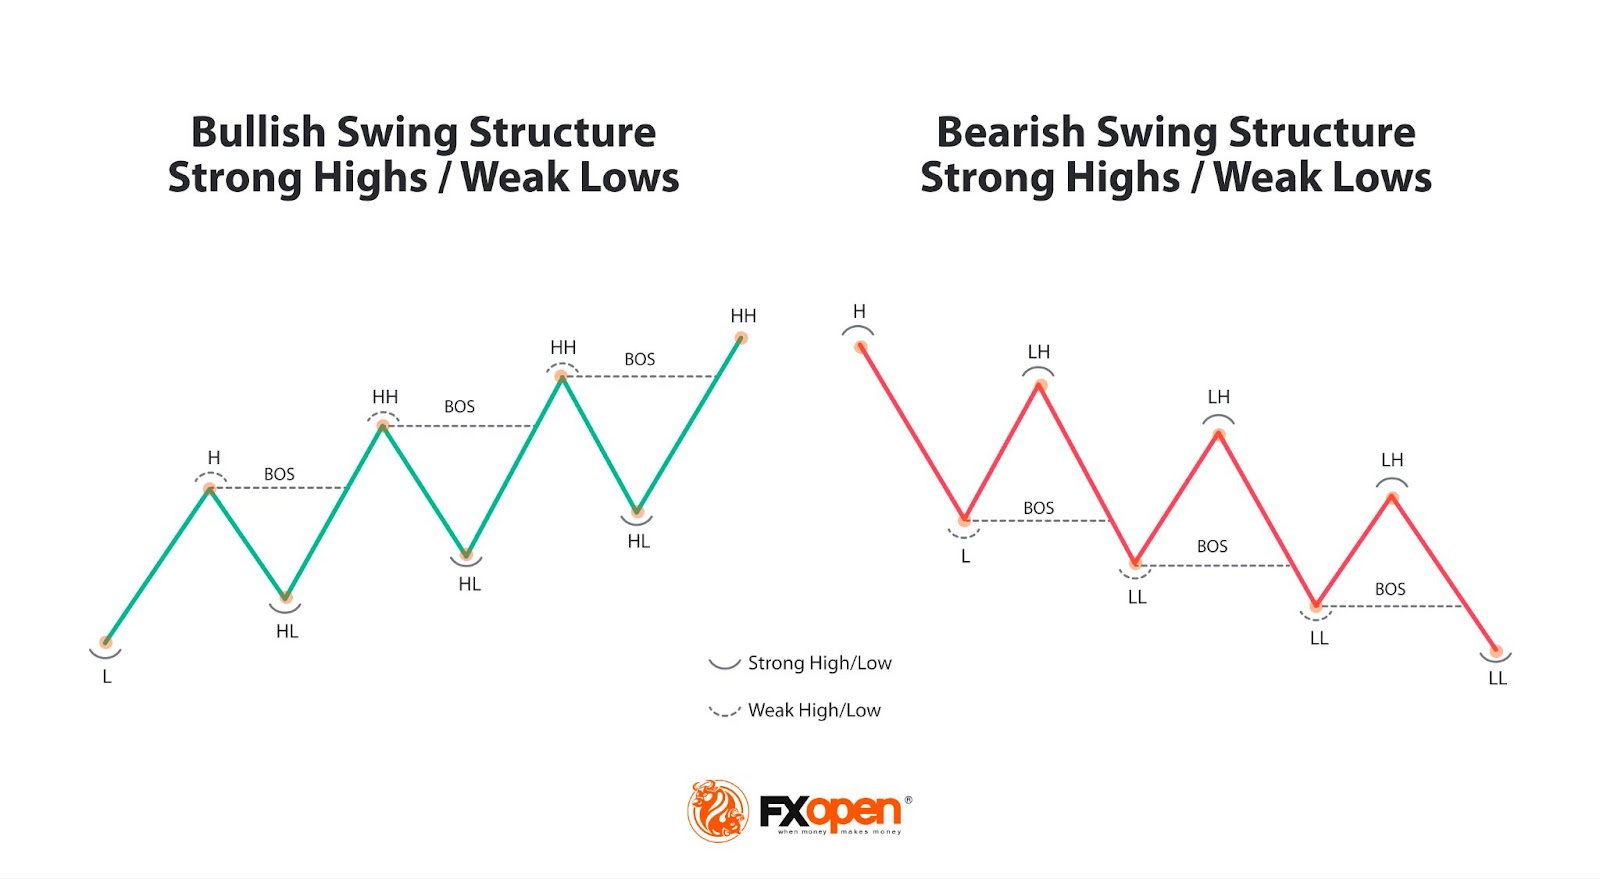 Bullish Swing Structure
Strong Highs / Weak Lows
L
H
BOS
HL
HH
BOS
HL
HH
BOS
HL
HH
Bearish Swing Structure
Strong Highs / Weak Lows
H
L
BOS
LH
LL
BOS
LH
LL
BOS
LH
LL
Strong High/Low
Weak High/Low
FXopen®
when money makes money